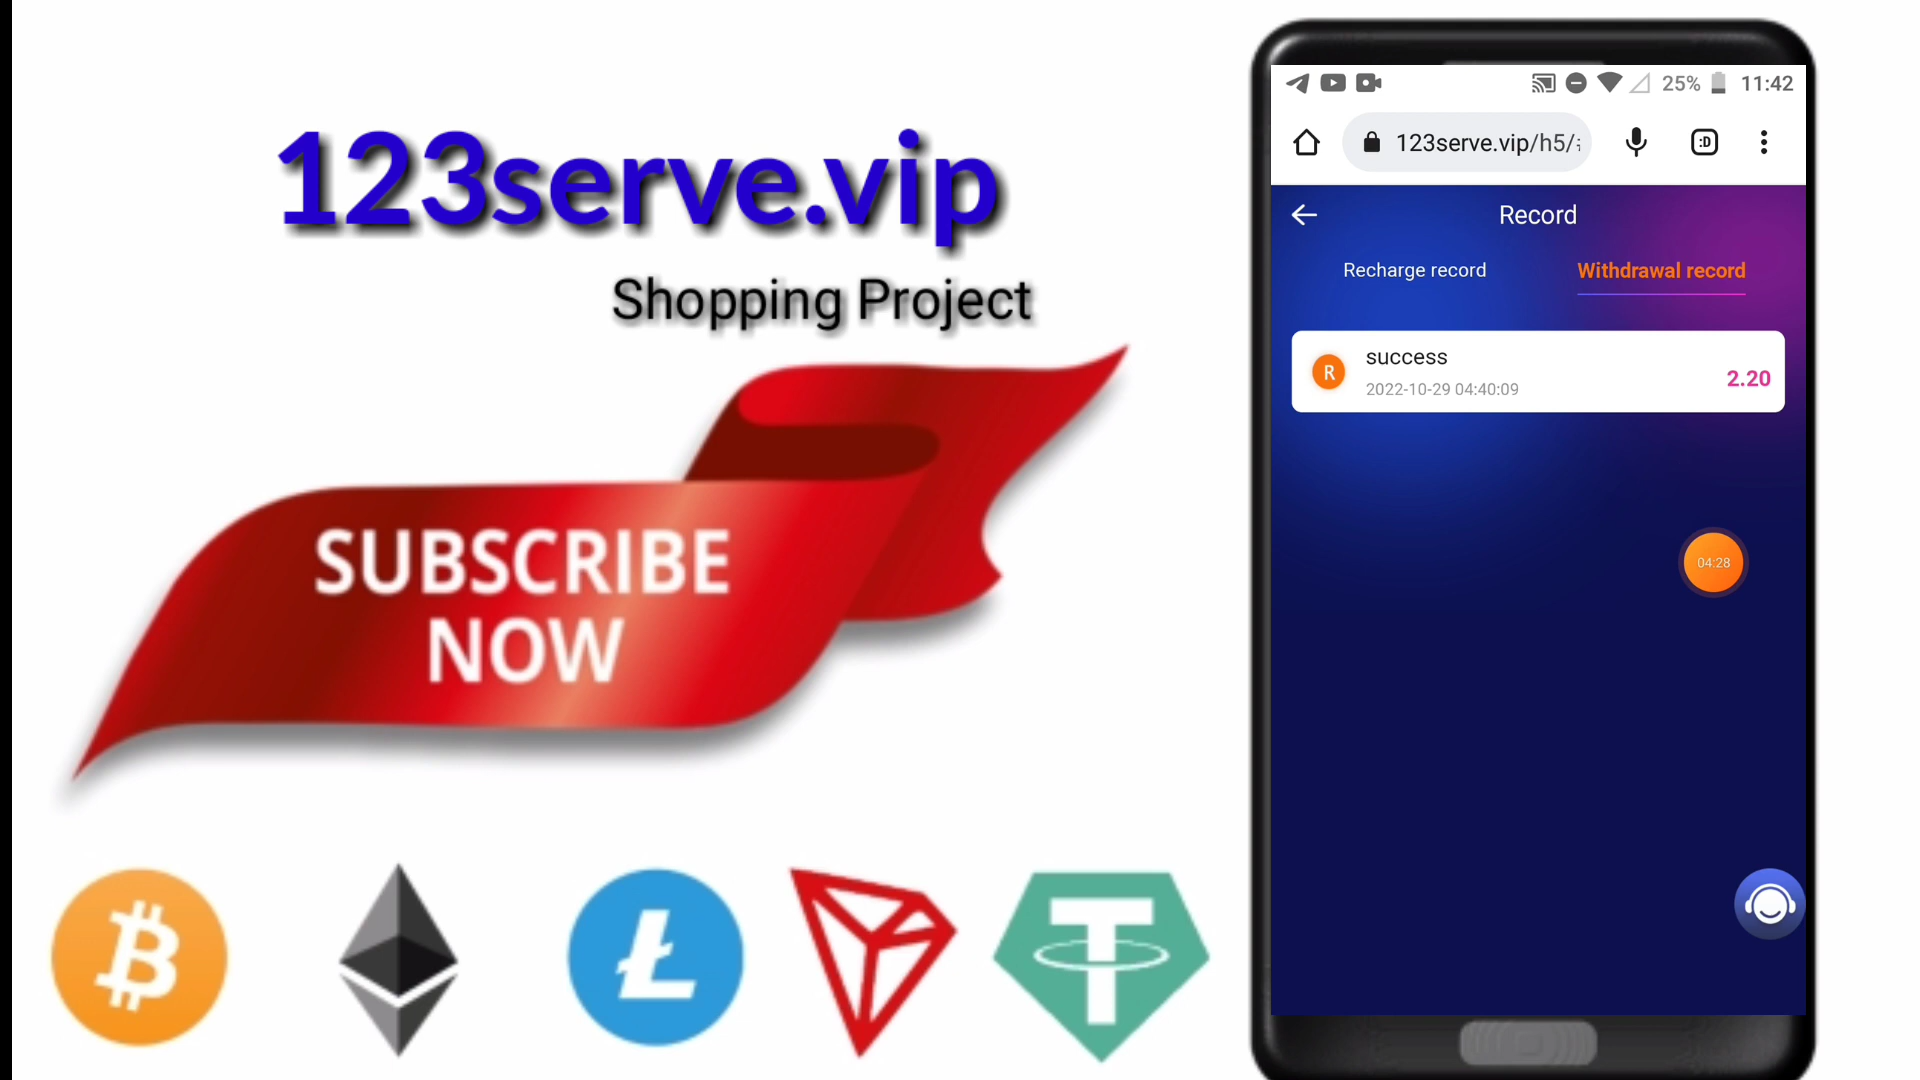 123serve.vip
Shopping Project
SUBSCRIBE
NOW
25% 11:42
123serve.vip/h5/
:D
Record
Recharge record
Withdrawal record
R
success
2022-10-29 04:40:09
2.20
04:28